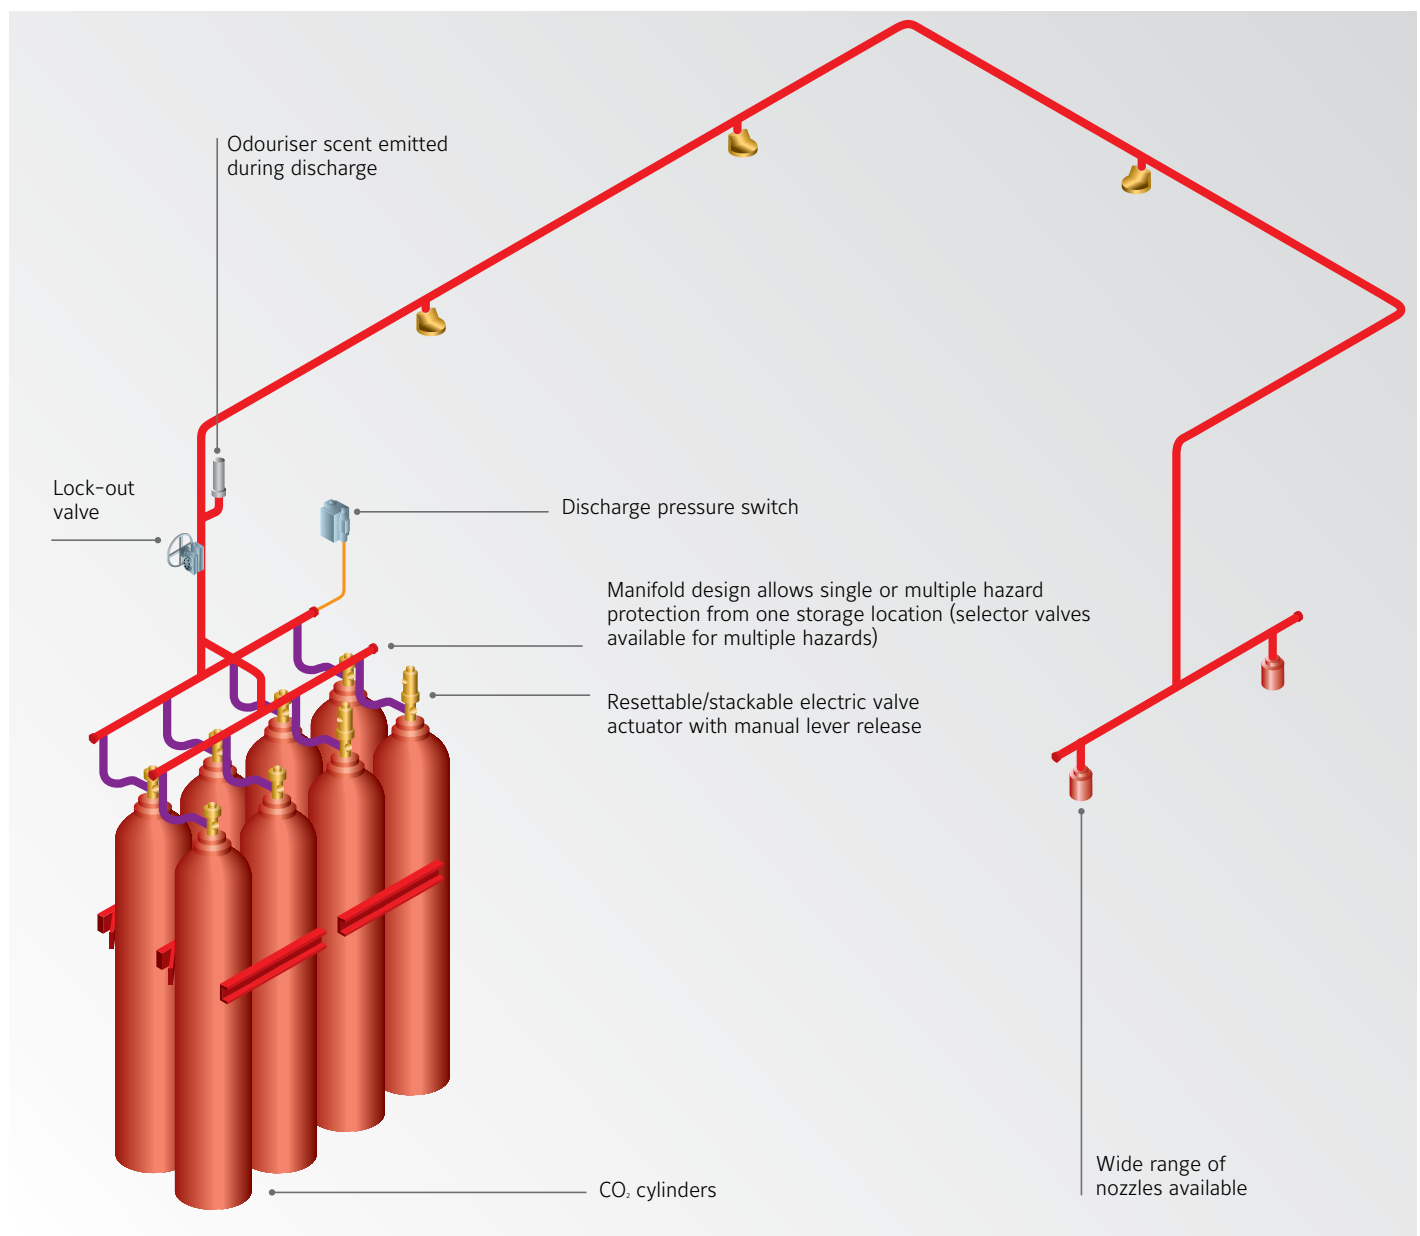 Odouriser scent emitted
during discharge
Lock-out
valve
Discharge pressure switch
Manifold design allows single or multiple hazard
protection from one storage location (selector valves
available for multiple hazards)
Resettable/stackable electric valve
actuator with manual lever release
Wide range of
nozzles available
CO₂ cylinders